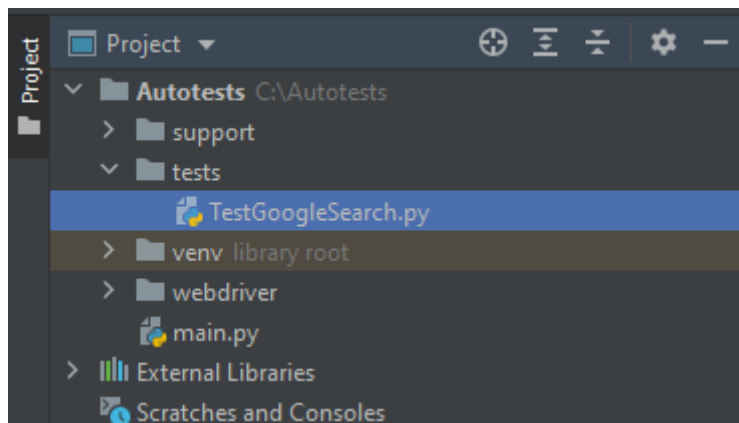 Project
Project
Autotests C:\Autotests
support
tests
TestGoogleSearch.py
venv library root
webdriver
main.py
External Libraries
Scratches and Consoles